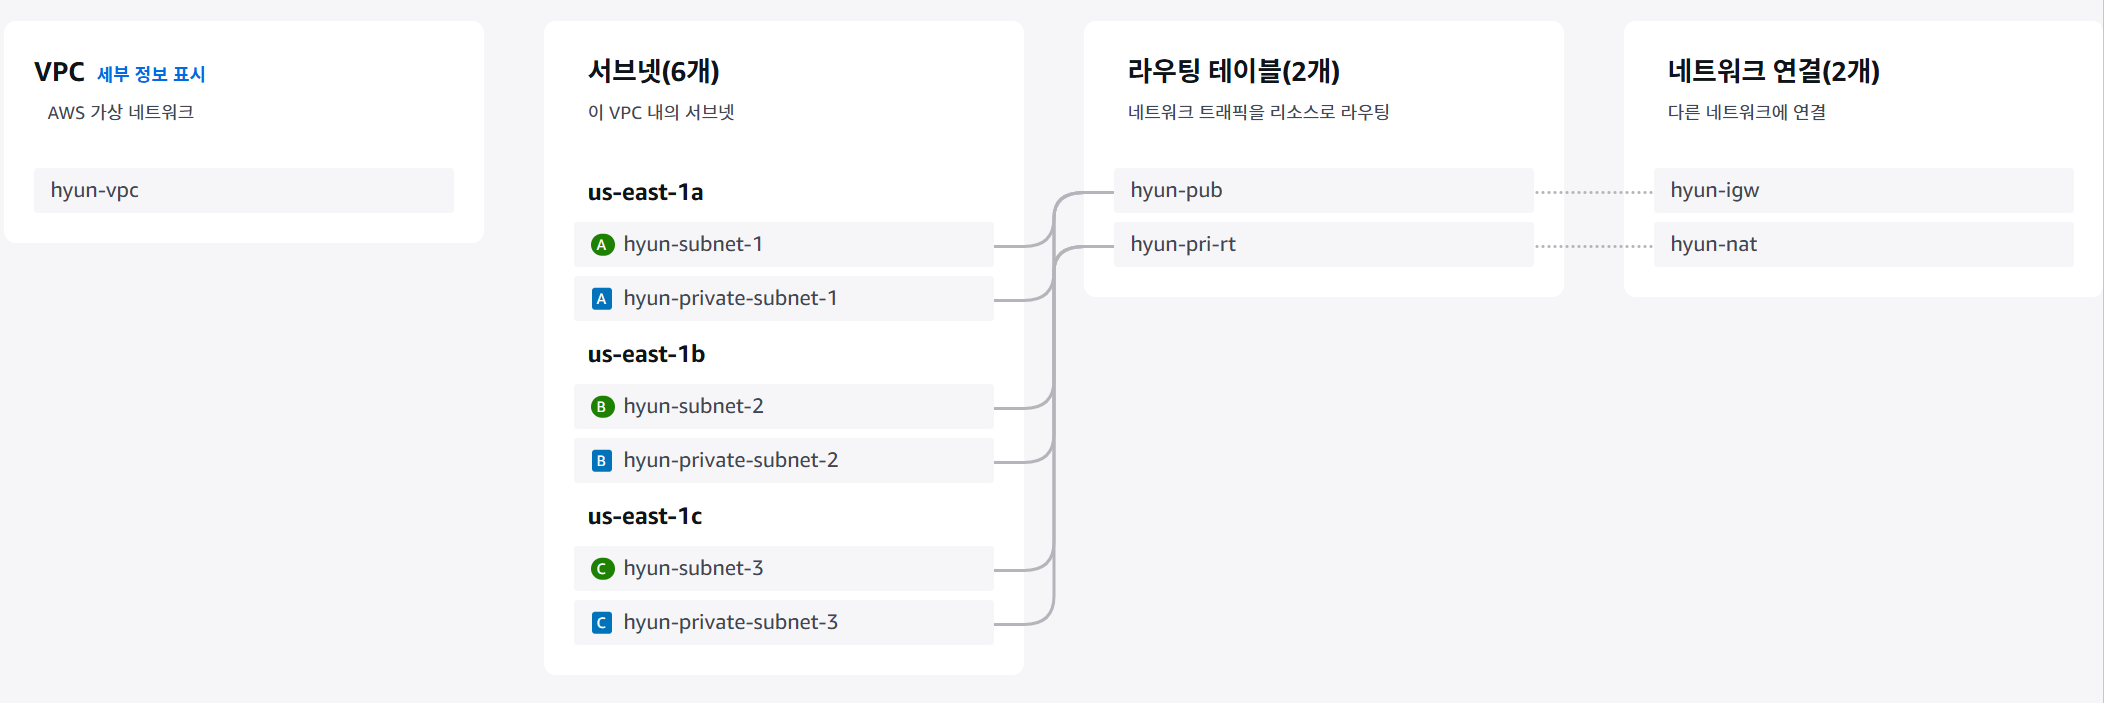 VPC 세부 정보 표시
AWS 가상 네트워크
hyun-vpc
서브넷(6개)
이 VPC 내의 서브넷
us-east-1a
A hyun-subnet-1
A hyun-private-subnet-1
us-east-1b
B hyun-subnet-2
B hyun-private-subnet-2
us-east-1c
C hyun-subnet-3
C hyun-private-subnet-3
라우팅 테이블(2개)
네트워크 트래픽을 리소스로 라우팅
hyun-pub
hyun-pri-rt
네트워크 연결(2개)
다른 네트워크에 연결
hyun-igw
hyun-nat